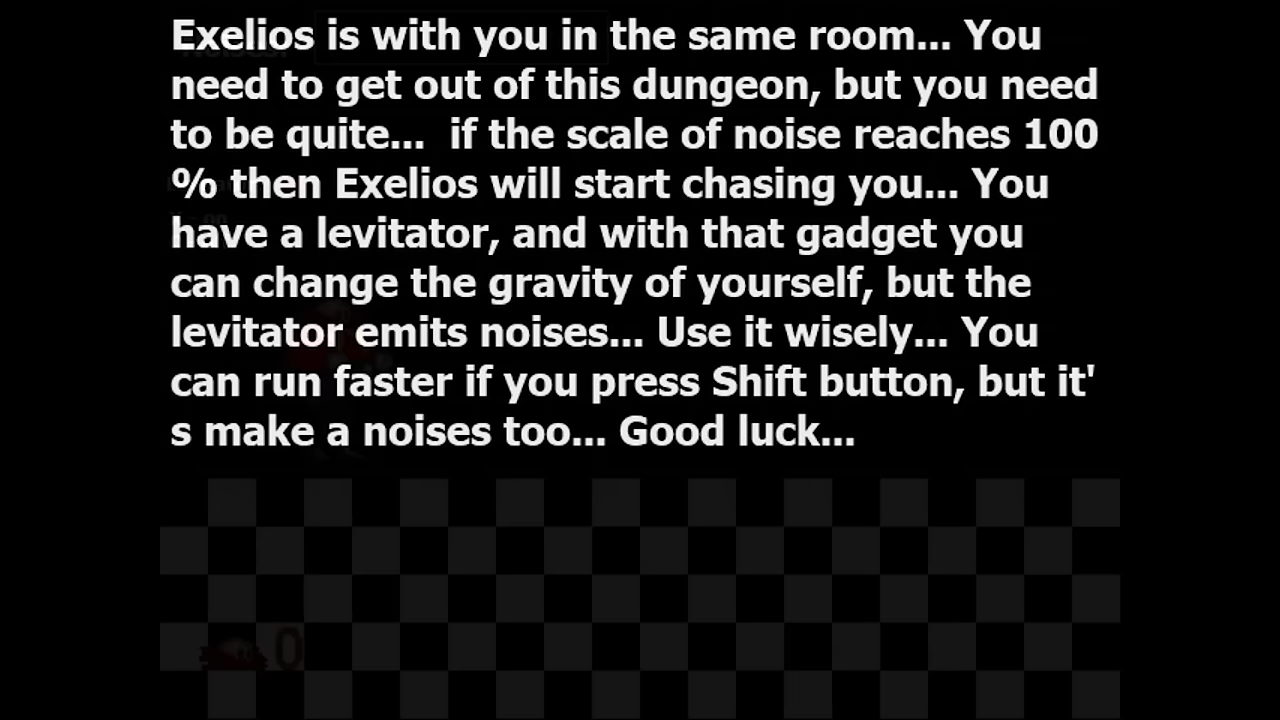 Exelios is with you in the same room... You
need to get out of this dungeon, but you need
to be quite...  if the scale of noise reaches 100
% then Exelios will start chasing you... You
have a levitator, and with that gadget you
can change the gravity of yourself, but the
levitator emits noises... Use it wisely... You
can run faster if you press Shift button, but it'
s make a noises too... Good luck...
0